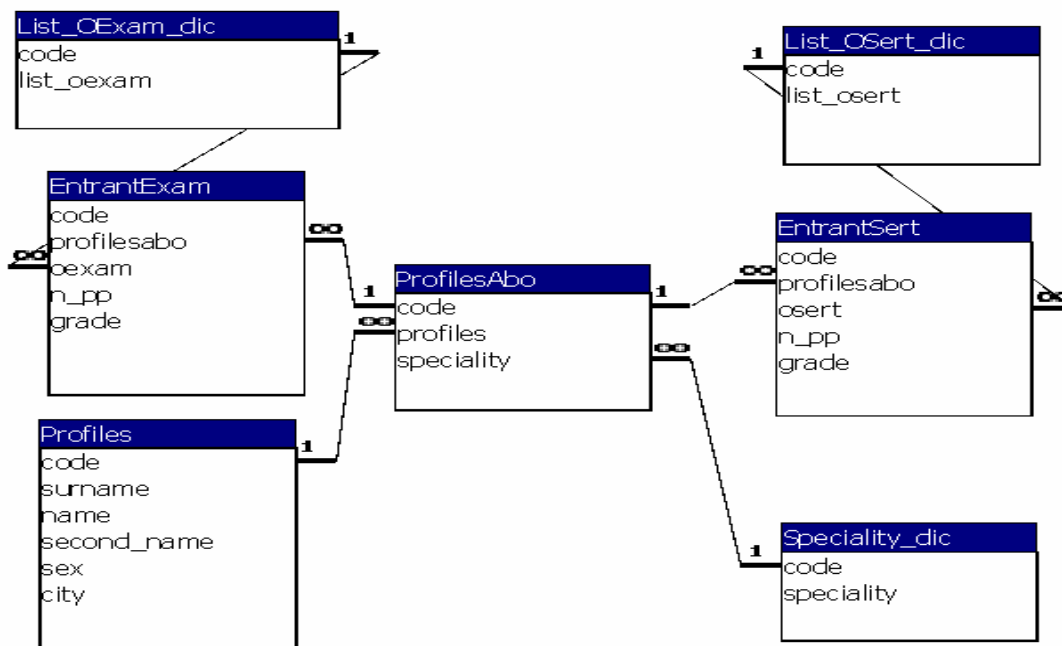 List_OExam_dic
code
list_oexam
1
List_OSert_dic
code
list_osert
1
EntrantExam
code
profilesabo
oexam
n_pp
grade
∞
∞
ProfilesAbo
code
profiles
speciality
1
∞
1
∞
EntrantSert
code
profilesabo
osert
n_pp
grade
∞
∞
Profiles
code
surname
name
second_name
sex
city
1
Speciality_dic
code
speciality
1